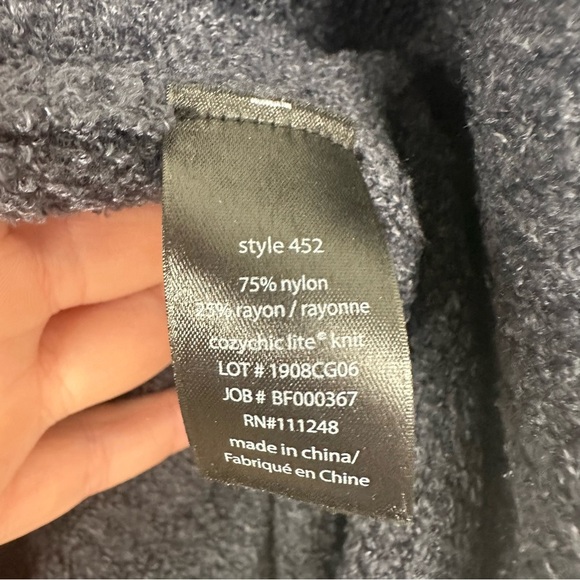 style 452
75% nylon
25% rayon / rayonne
cozychic lite® knit
LOT # 1908CG06
JOB # BF000367
RN#111248
made in china/
Fabriqué en Chine